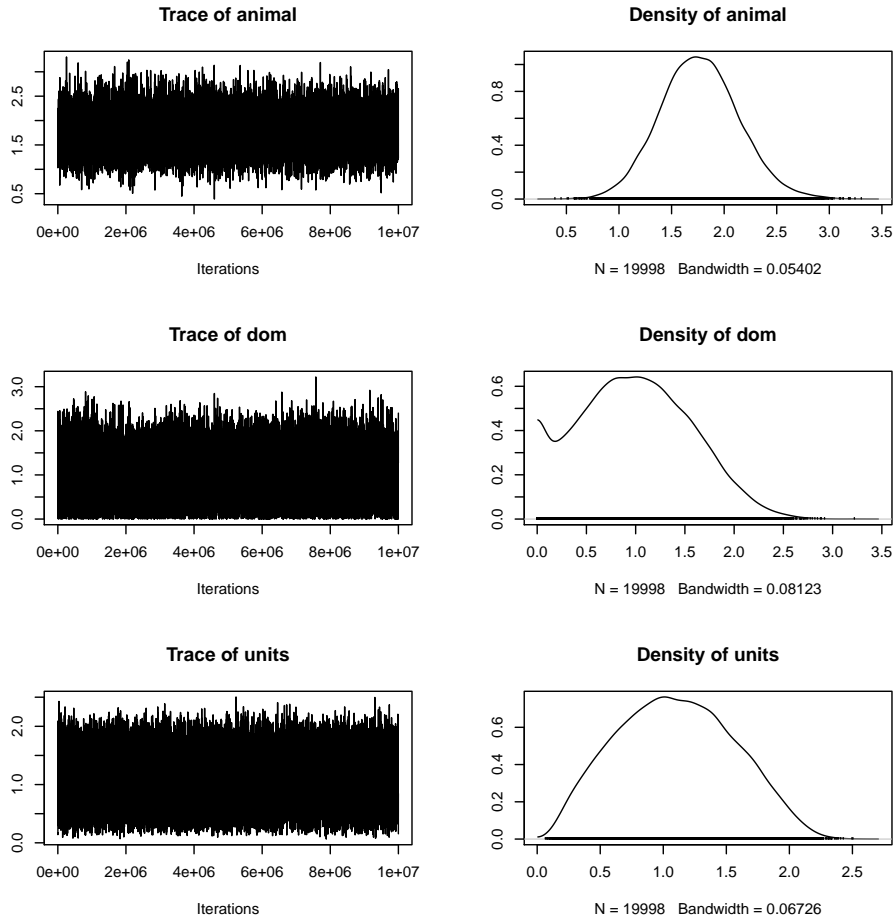 Trace of animal
2.5
1.5
0.5
0e+00 2e+06 4e+06 6e+06 8e+06 1e+07
Iterations
Density of animal
0.8
0.4
0.0
0.5 1.0 1.5 2.0 2.5 3.0 3.5
N = 19998 Bandwidth = 0.05402
Trace of dom
3.0
2.0
1.0
0.0
0e+00 2e+06 4e+06 6e+06 8e+06 1e+07
Iterations
Density of dom
0.6
0.4
0.2
0.0
0.0 0.5 1.0 1.5 2.0 2.5 3.0 3.5
N = 19998 Bandwidth = 0.08123
Trace of units
2.0
1.0
0.0
0e+00 2e+06 4e+06 6e+06 8e+06 1e+07
Iterations
Density of units
0.6
0.4
0.2
0.0
0.0 0.5 1.0 1.5 2.0 2.5
N = 19998 Bandwidth = 0.06726